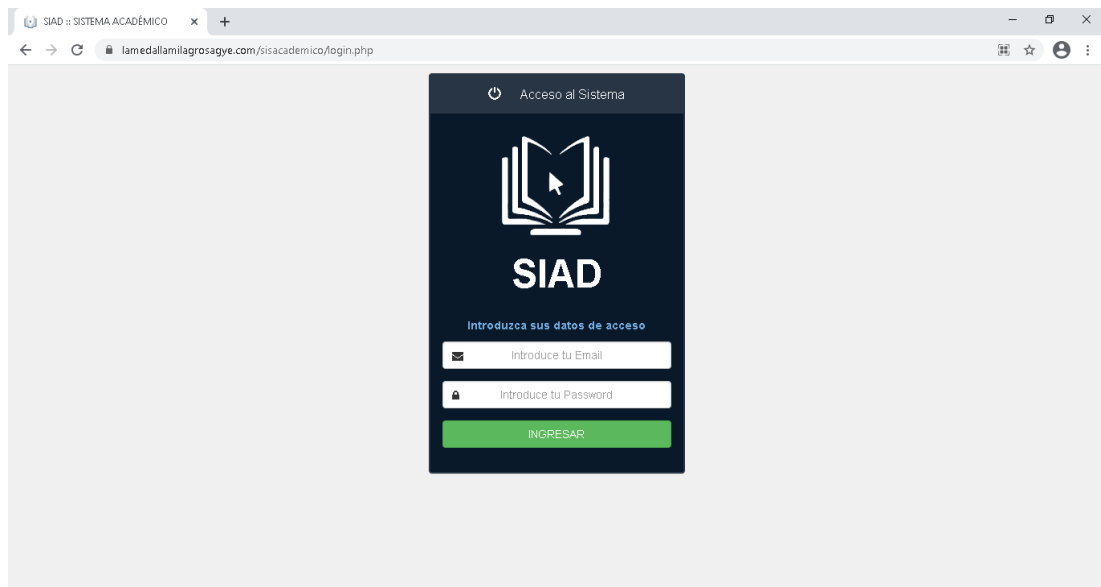 SIAD :: SISTEMA ACADÉMICO
lamedallamilagrosagye.com/sisacademico/login.php
Acceso al Sistema
SIAD
Introduzca sus datos de acceso
Introduce tu Email
Introduce tu Password
INGRESAR